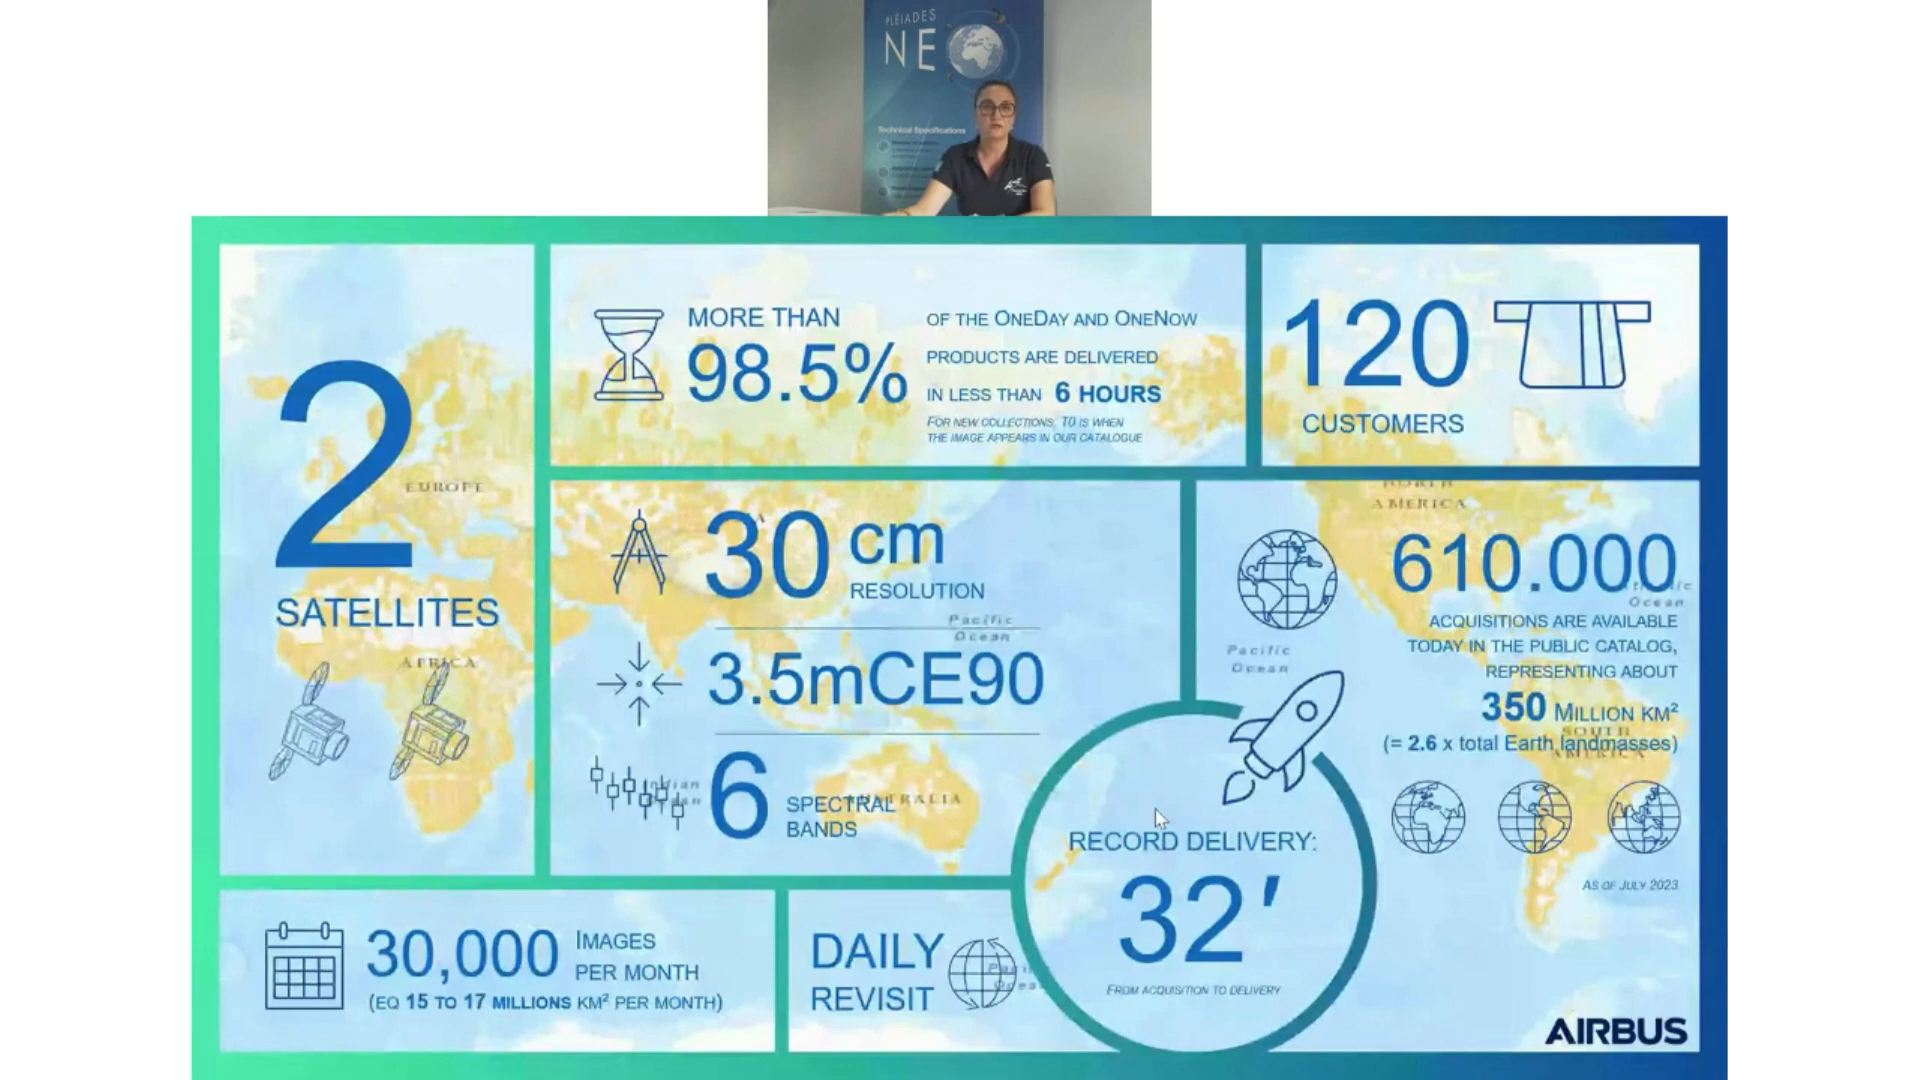 PLÉIADES
NE
Technical Specifications
2
SATELLITES
EUROPE
AFRICA
MORE THAN
98.5%
OF THE ONEDAY AND ONENOW
PRODUCTS ARE DELIVERED
IN LESS THAN 6 HOURS
FOR NEW COLLECTIONS, T0 IS WHEN
THE IMAGE APPEARS IN OUR CATALOGUE
120
CUSTOMERS
30 cm
RESOLUTION
Pacific
Ocean
3.5mCE90
6 SPECTRAL
BANDS
Indian
AUSTRALIA
NORTH
AMERICA
610.000
Atlantic
Ocean
ACQUISITIONS ARE AVAILABLE
TODAY IN THE PUBLIC CATALOG,
REPRESENTING ABOUT
Pacific
Ocean
350 MILLION KM²
(= 2.6 x total Earth landmasses)
SOUTH
AMERICA
AS OF JULY 2023
RECORD DELIVERY:
32'
FROM ACQUISITION TO DELIVERY
30,000 IMAGES
PER MONTH
(EQ 15 TO 17 MILLIONS KM² PER MONTH)
DAILY
REVISIT
AIRBUS